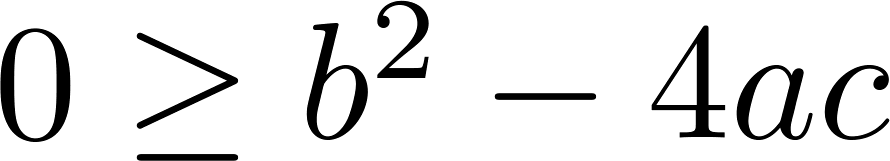 0 ≥ b² − 4ac